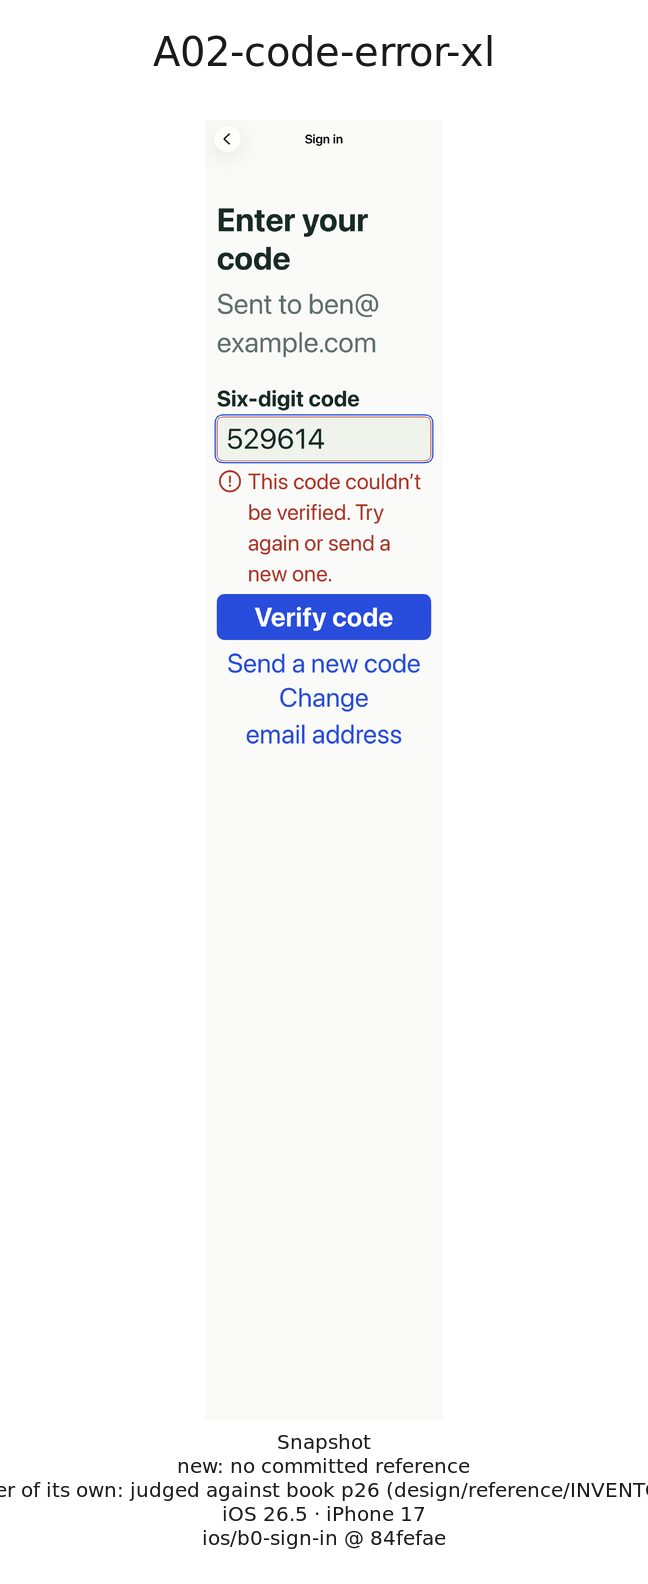 A02-code-error-xl
Sign in
Enter your
code
Sent to ben@
example.com
Six-digit code
529614
This code couldn’t
be verified. Try
again or send a
new one.
Verify code
Send a new code
Change
email address
Snapshot
new: no committed reference
of its own: judged against book p26 (design/reference/
iOS 26.5 · iPhone 17
ios/b0-sign-in @ 84fefae